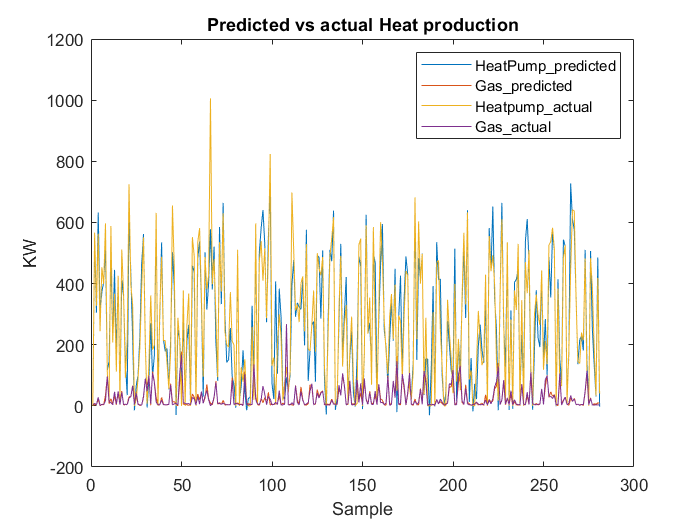 Predicted vs actual Heat production
1200
1000
800
600
400
200
0
-200
KW
HeatPump_predicted
Gas_predicted
Heatpump_actual
Gas_actual
0 50 100 150 200 250 300
Sample